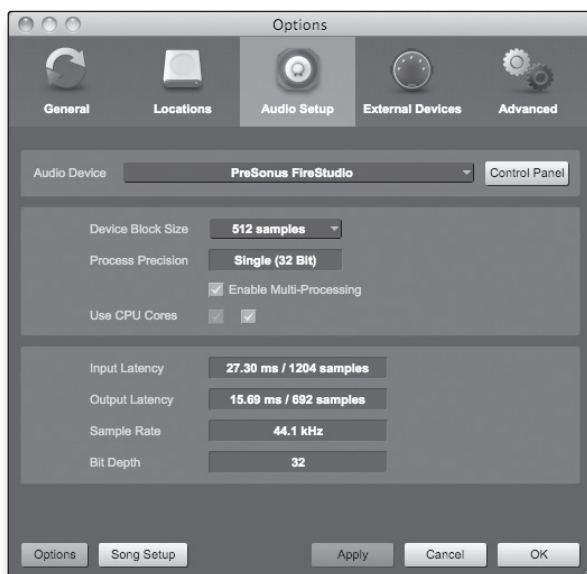 Options
General Locations Audio Setup External Devices Advanced
Audio Device PreSonus FireStudio Control Panel
Device Block Size 512 samples
Process Precision Single (32 Bit)
Enable Multi-Processing
Use CPU Cores
Input Latency 27.30 ms / 1204 samples
Output Latency 15.69 ms / 692 samples
Sample Rate 44.1 kHz
Bit Depth 32
Options Song Setup Apply Cancel OK